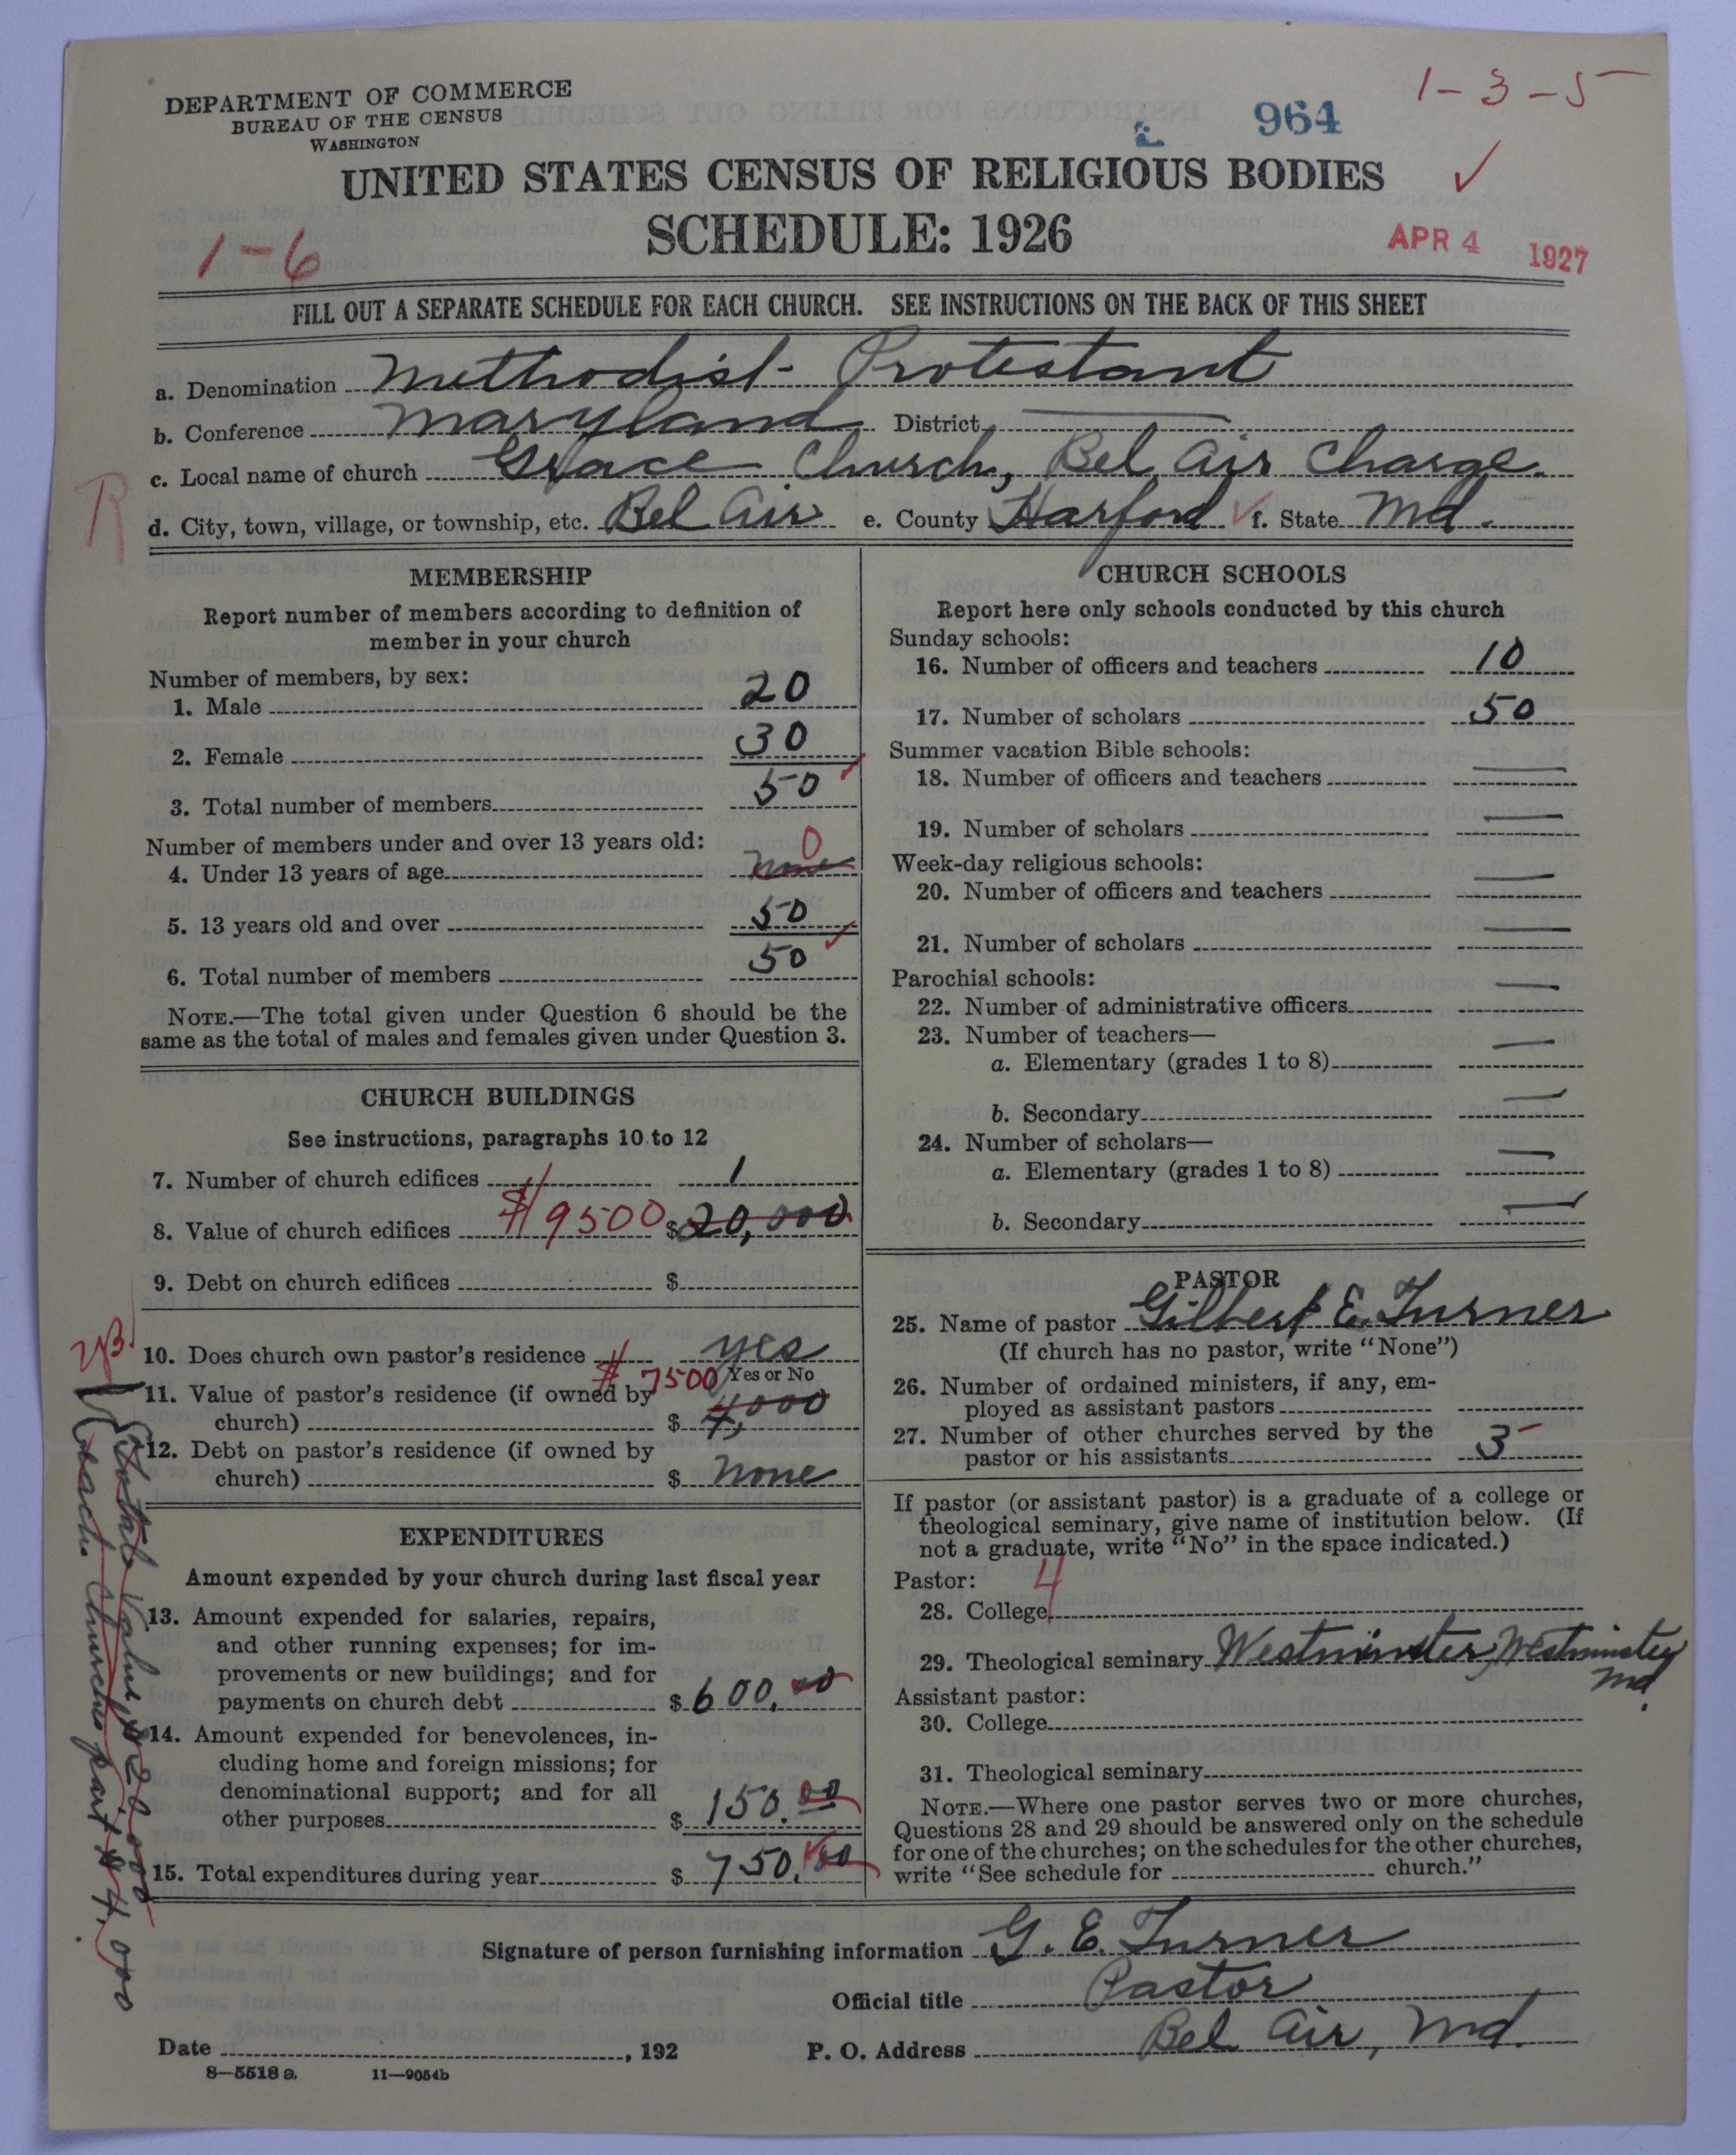 DEPARTMENT OF COMMERCE
BUREAU OF THE CENSUS
WASHINGTON
964
1-3-5
UNITED STATES CENSUS OF RELIGIOUS BODIES
SCHEDULE: 1926
1-6
APR 4 1927
FILL OUT A SEPARATE SCHEDULE FOR EACH CHURCH. SEE INSTRUCTIONS ON THE BACK OF THIS SHEET
a. Denomination Methodist Protestant
b. Conference Maryland District
c. Local name of church Grace Church, Bel Air Charge.
R
d. City, town, village, or township, etc. Bel Air e. County Harford f. State Md.
MEMBERSHIP
Report number of members according to definition of
member in your church
Number of members, by sex:
1. Male 20
2. Female 30
3. Total number of members 50
Number of members under and over 13 years old:
0
4. Under 13 years of age none
5. 13 years old and over 50
6. Total number of members 50
NOTE.—The total given under Question 6 should be the
same as the total of males and females given under Question 3.
CHURCH BUILDINGS
See instructions, paragraphs 10 to 12
7. Number of church edifices 1
8. Value of church edifices $19500 $20,000
9. Debt on church edifices $
10. Does church own pastor's residence yes
Yes or No
11. Value of pastor's residence (if owned by $7500
church) $ 4,000
12. Debt on pastor's residence (if owned by
church) $ none
EXPENDITURES
Amount expended by your church during last fiscal year
13. Amount expended for salaries, repairs,
and other running expenses; for im-
provements or new buildings; and for
payments on church debt $ 600.00
14. Amount expended for benevolences, in-
cluding home and foreign missions; for
denominational support; and for all
other purposes $ 150.00
15. Total expenditures during year $ 750.00
Total Value $20,000
Each Churches part $4,000
CHURCH SCHOOLS
Report here only schools conducted by this church
Sunday schools:
16. Number of officers and teachers 10
17. Number of scholars 50
Summer vacation Bible schools:
18. Number of officers and teachers —
19. Number of scholars —
Week-day religious schools:
20. Number of officers and teachers —
21. Number of scholars —
Parochial schools:
22. Number of administrative officers —
23. Number of teachers—
a. Elementary (grades 1 to 8) —
b. Secondary —
24. Number of scholars—
a. Elementary (grades 1 to 8) —
b. Secondary —
PASTOR
25. Name of pastor Gilbert E. Turner
(If church has no pastor, write "None")
26. Number of ordained ministers, if any, em-
ployed as assistant pastors
27. Number of other churches served by the
pastor or his assistants 3
If pastor (or assistant pastor) is a graduate of a college or
theological seminary, give name of institution below. (If
not a graduate, write "No" in the space indicated.)
Pastor: 4
28. College
29. Theological seminary Westminster, Westminster
Md.
Assistant pastor:
30. College
31. Theological seminary
NOTE.—Where one pastor serves two or more churches,
Questions 28 and 29 should be answered only on the schedule
for one of the churches; on the schedules for the other churches,
write "See schedule for church."
Signature of person furnishing information G. E. Turner
Official title Pastor
Date , 192 P. O. Address Bel Air, Md.
8—5518 a. 11—9054b